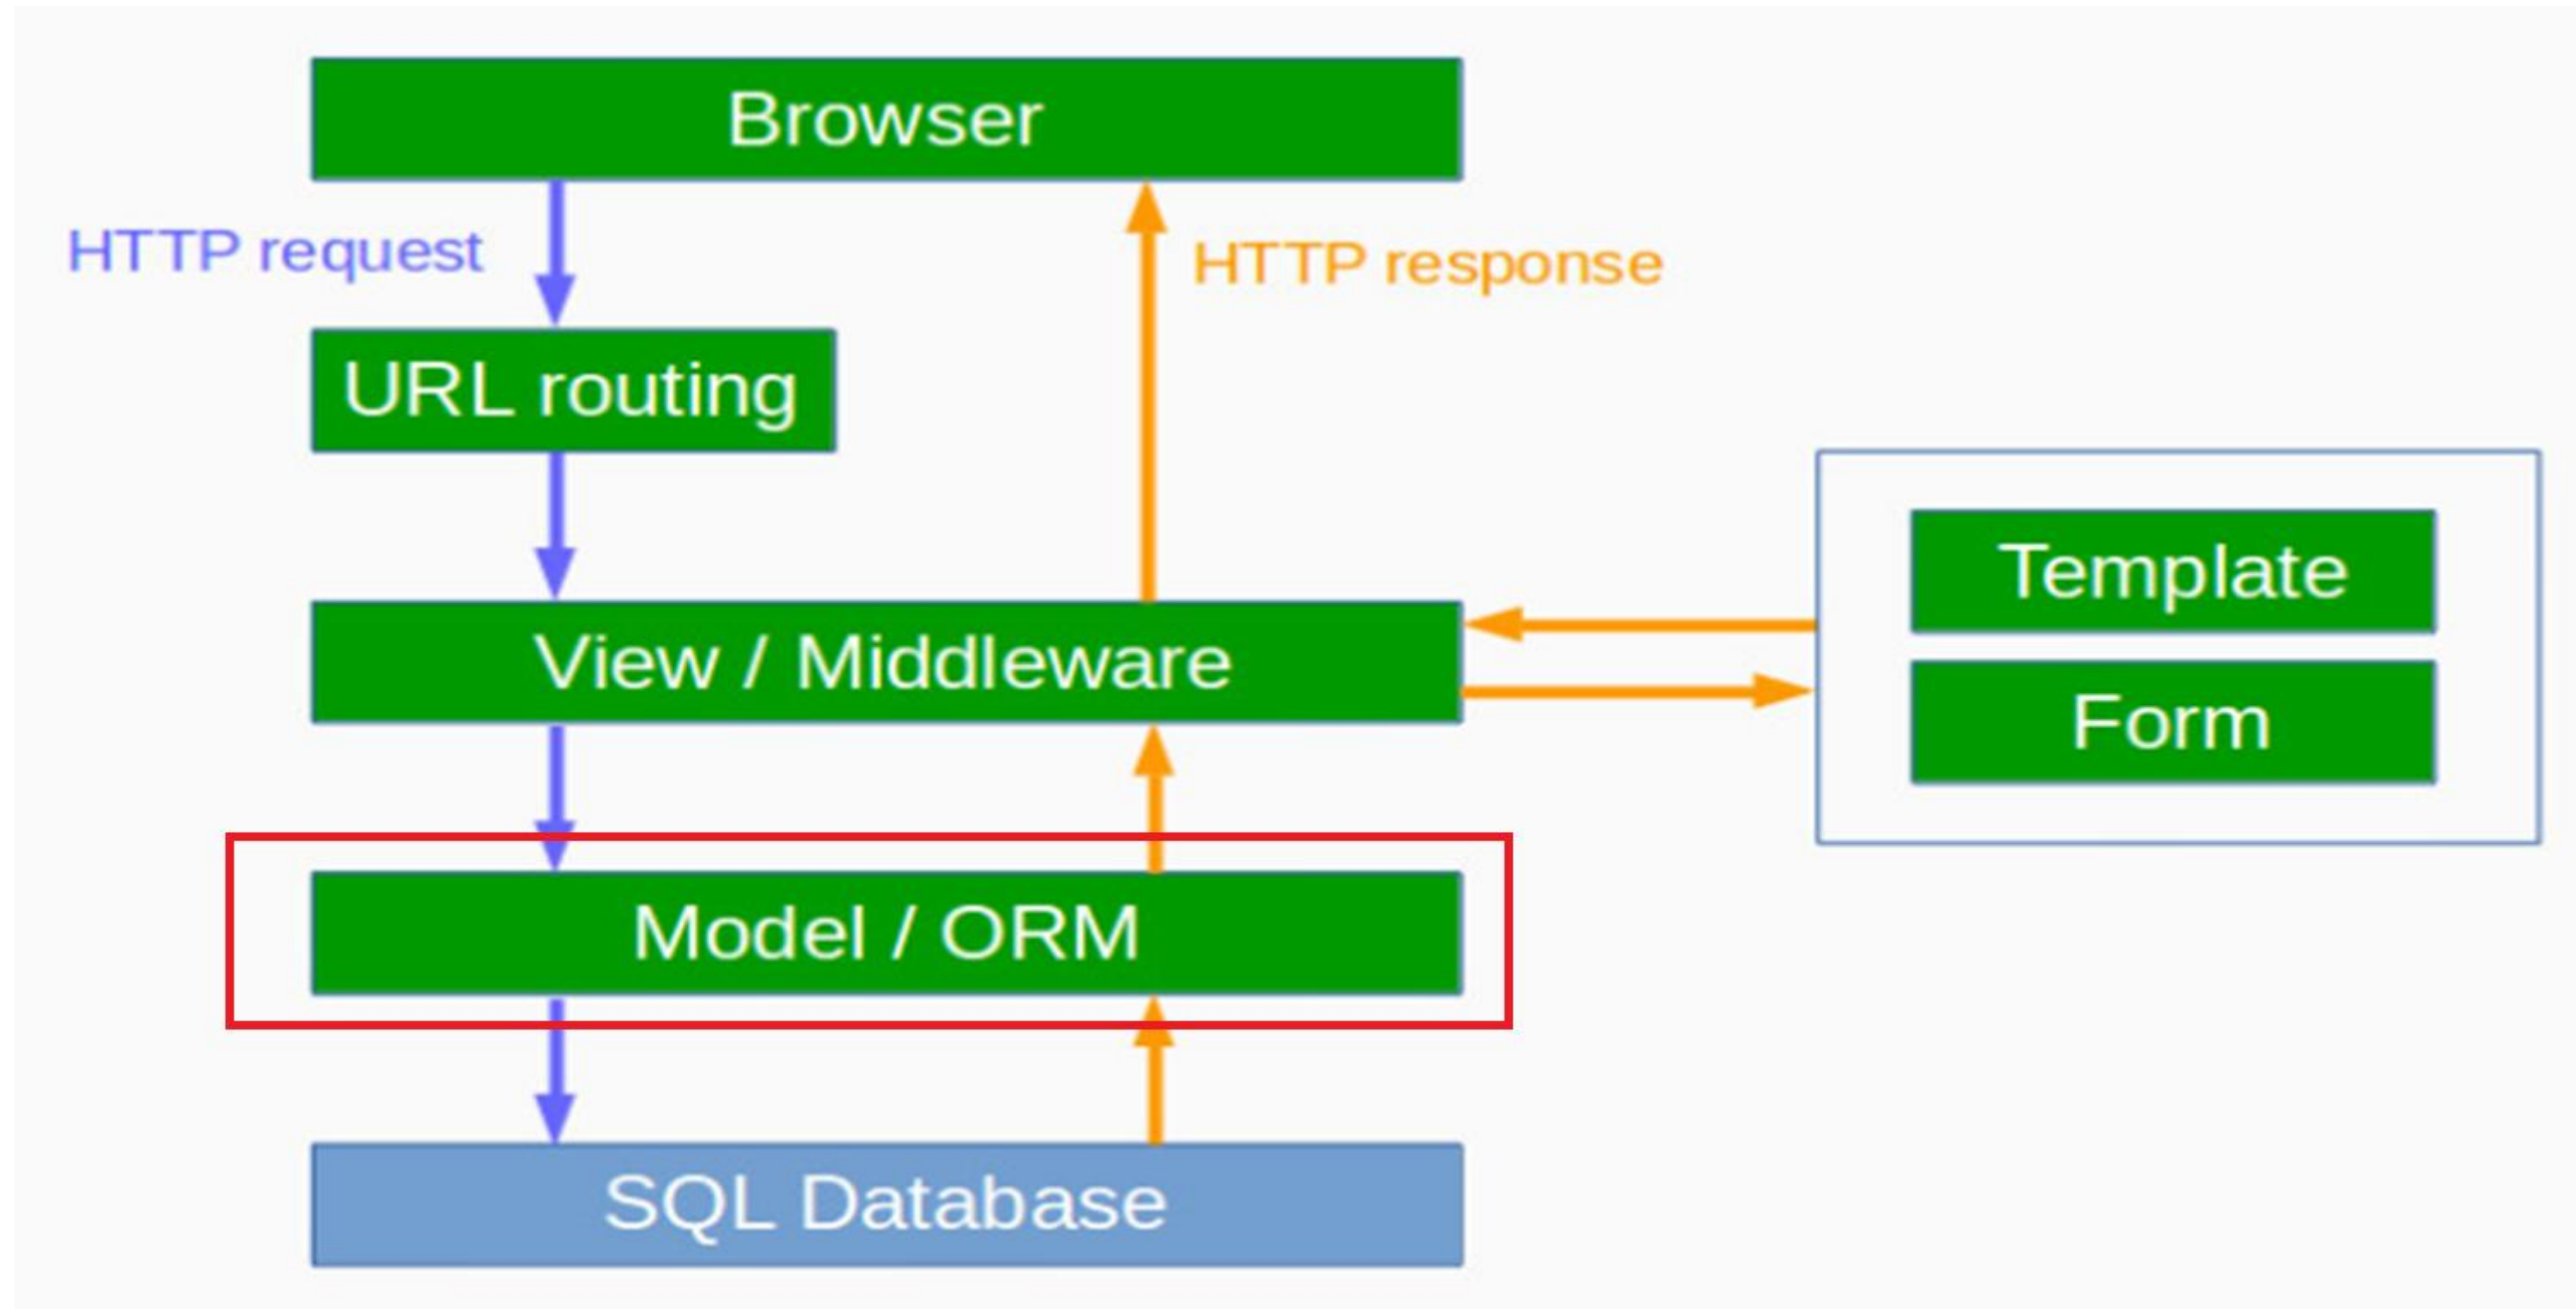 Browser
HTTP request
HTTP response
URL routing
Template
View / Middleware
Form
Model / ORM
SQL Database